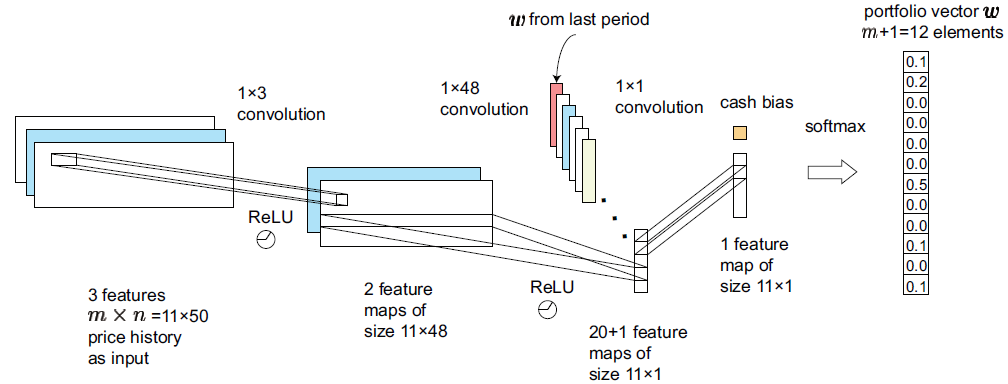 w from last period
portfolio vector w
m+1=12 elements
1×3
convolution
1×48
convolution
1×1
convolution
cash bias
softmax
0.1
0.2
0.0
0.0
0.0
0.0
0.5
0.0
0.0
0.1
0.0
0.1
ReLU
ReLU
3 features
m × n =11×50
price history
as input
2 feature
maps of
size 11×48
20+1 feature
maps of
size 11×1
1 feature
map of
size 11×1